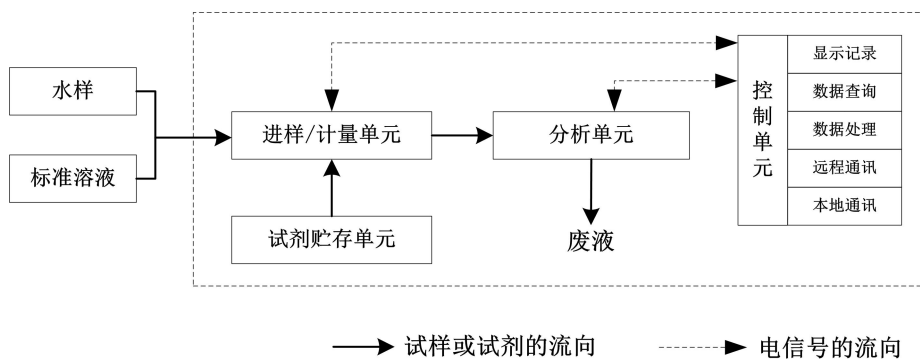 水样
标准溶液
进样/计量单元
试剂贮存单元
分析单元
废液
控制单元
显示记录
数据查询
数据处理
远程通讯
本地通讯
试样或试剂的流向
电信号的流向